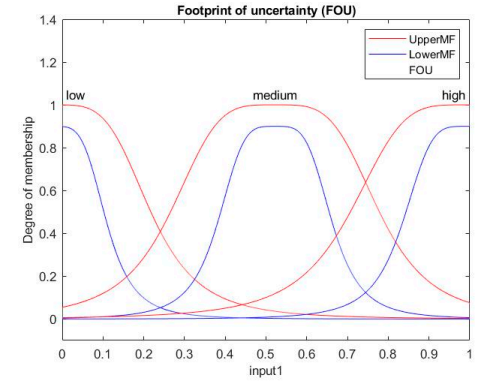 Footprint of uncertainty (FOU)
1.4
1.2
1
0.8
0.6
0.4
0.2
0
Degree of membership
UpperMF
LowerMF
FOU
low
medium
high
0 0.1 0.2 0.3 0.4 0.5 0.6 0.7 0.8 0.9 1
input1